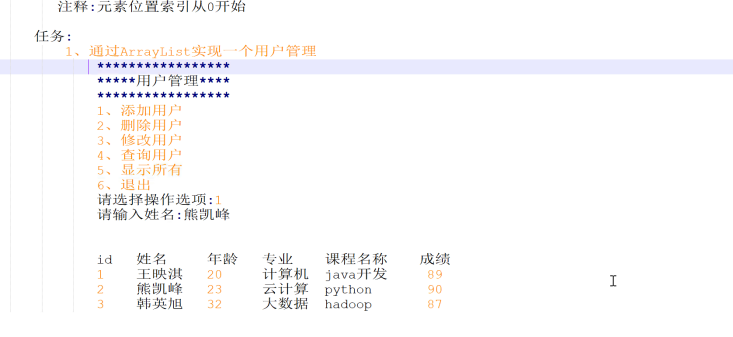 注释:元素位置索引从0开始
任务:
1、通过ArrayList实现一个用户管理
*****************
*****用户管理****
*****************
1、添加用户
2、删除用户
3、修改用户
4、查询用户
5、显示所有
6、退出
请选择操作选项:1
请输入姓名:熊凯峰
id 姓名 年龄 专业 课程名称 成绩
1 王映淇 20 计算机 java开发 89
2 熊凯峰 23 云计算 python 90
3 韩英旭 32 大数据 hadoop 87